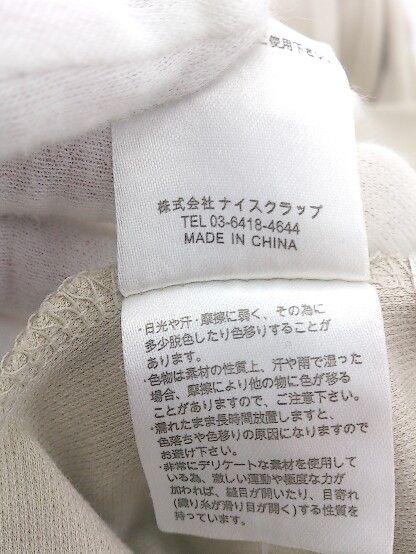 ご使用下さい。
株式会社ナイスクラップ
TEL 03-6418-4644
MADE IN CHINA
・日光や汗・摩擦に弱く、その為に
多少脱色したり色移りすることが
あります。
・色物は素材の性質上、汗や雨で湿った
場合、摩擦により他の物に色が移る
ことがありますので、ご注意下さい。
・濡れたまま長時間放置しますと、
色落ちや色移りの原因になりますので
お避け下さい。
・非常にデリケートな素材を使用して
いる為、激しい運動や極度な力が
加われば、縫目が開いたり、目寄れ
(織り糸が滑り目が開く)する性質を
持っています。